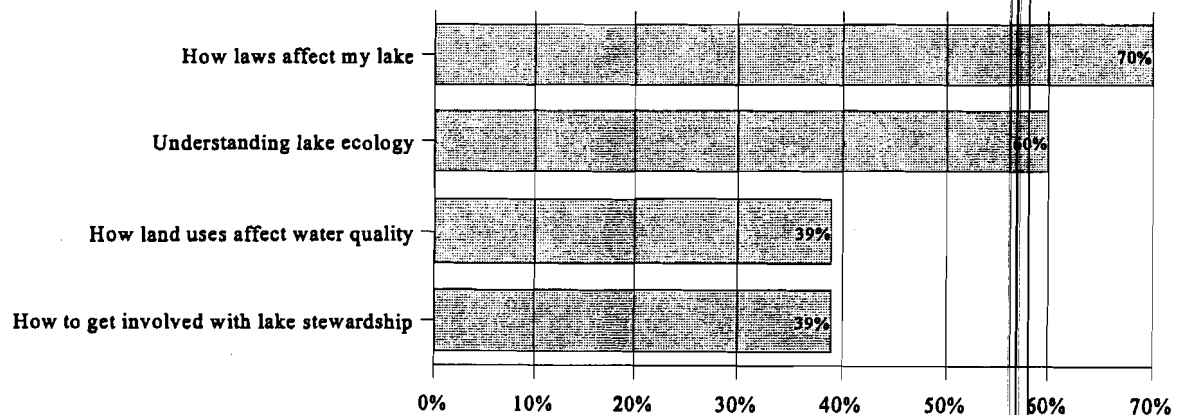 How laws affect my lake
70%
Understanding lake ecology
60%
How land uses affect water quality
39%
How to get involved with lake stewardship
39%
0% 10% 20% 30% 40% 50% 60% 70%